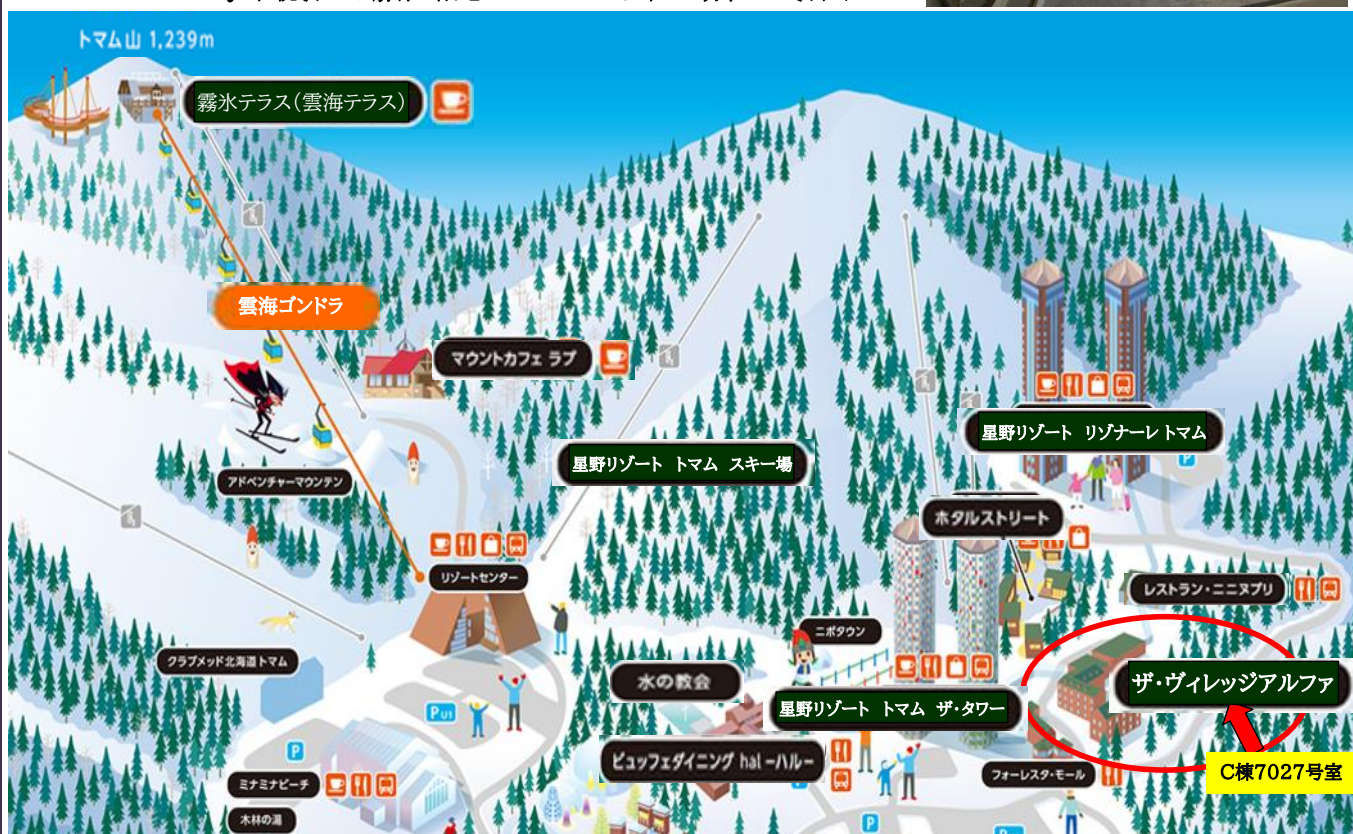 トマム山 1,239m
霧氷テラス(雲海テラス)
雲海ゴンドラ
マウントカフェ ラブ
星野リゾート リゾナーレトマム
星野リゾート トマム スキー場
アドベンチャーマウンテン
ホタルストリート
リゾートセンター
レストラン・ニニヌプリ
ニポタウン
クラブメッド北海道トマム
水の教会
ザ・ヴィレッジアルファ
星野リゾート トマム ザ・タワー
P U1
P
P
ビュッフェダイニング hal -ハル-
C棟7027号室
フォーレスタ・モール
ミナミナビーチ
木林の湯
P
P